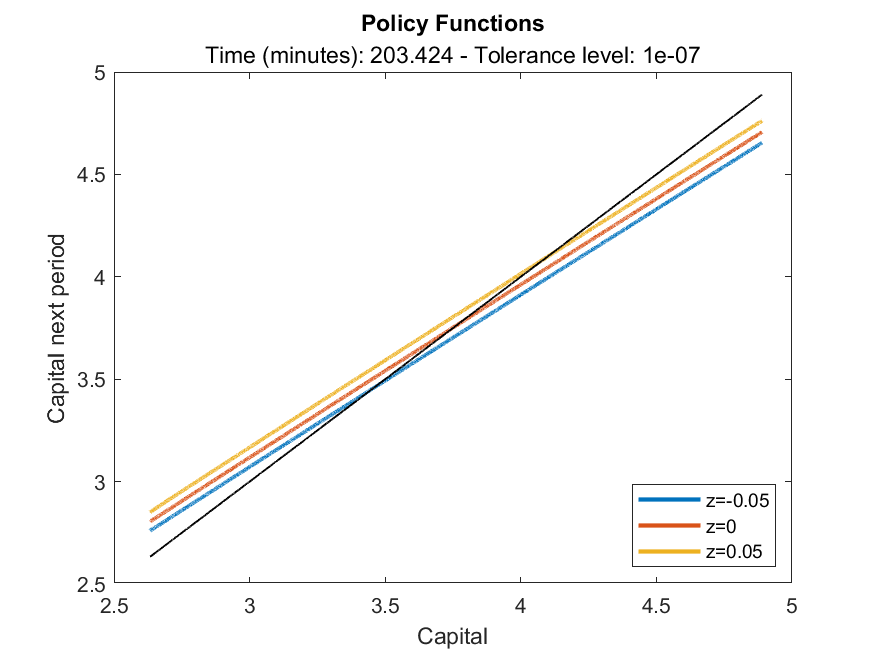 Policy Functions
Time (minutes): 203.424 - Tolerance level: 1e-07
5
4.5
4
3.5
3
2.5
Capital next period
2.5 3 3.5 4 4.5 5
Capital
z=-0.05
z=0
z=0.05